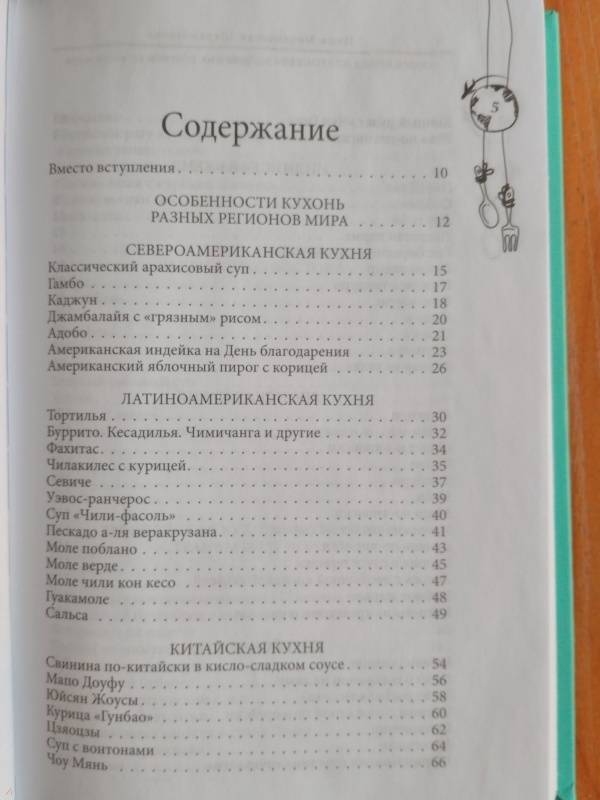 5
Содержание
Вместо вступления . . . . . . . . . . . . . . . . . . . . . . . . . 10
ОСОБЕННОСТИ КУХОНЬ
РАЗНЫХ РЕГИОНОВ МИРА . . . . . . . 12
СЕВЕРОАМЕРИКАНСКАЯ КУХНЯ
Классический арахисовый суп . . . . . . . . . . . . . . . . . 15
Гамбо . . . . . . . . . . . . . . . . . . . . . . . . . . . . . . . 17
Каджун . . . . . . . . . . . . . . . . . . . . . . . . . . . . . . 18
Джамбалайя с «грязным» рисом . . . . . . . . . . . . . . . . 20
Адобо . . . . . . . . . . . . . . . . . . . . . . . . . . . . . . . 21
Американская индейка на День благодарения . . . . . . . 23
Американский яблочный пирог с корицей . . . . . . . . . 26
ЛАТИНОАМЕРИКАНСКАЯ КУХНЯ
Тортилья . . . . . . . . . . . . . . . . . . . . . . . . . . . . . 30
Буррито. Кесадилья. Чимичанга и другие . . . . . . . . . . 32
Фахитас . . . . . . . . . . . . . . . . . . . . . . . . . . . . . . 34
Чилакилес с курицей . . . . . . . . . . . . . . . . . . . . . . 35
Севиче . . . . . . . . . . . . . . . . . . . . . . . . . . . . . . 37
Уэвос-ранчерос . . . . . . . . . . . . . . . . . . . . . . . . . 39
Суп «Чили-фасоль» . . . . . . . . . . . . . . . . . . . . . . . 40
Пескадо а-ля веракрузана . . . . . . . . . . . . . . . . . . . . 41
Моле поблано . . . . . . . . . . . . . . . . . . . . . . . . . . 43
Моле верде . . . . . . . . . . . . . . . . . . . . . . . . . . . . 45
Моле чили кон кесо . . . . . . . . . . . . . . . . . . . . . . . 47
Гуакамоле . . . . . . . . . . . . . . . . . . . . . . . . . . . . 48
Сальса . . . . . . . . . . . . . . . . . . . . . . . . . . . . . . 49
КИТАЙСКАЯ КУХНЯ
Свинина по-китайски в кисло-сладком соусе . . . . . . . . 54
Мапо Доуфу . . . . . . . . . . . . . . . . . . . . . . . . . . . 56
Юйсян Жоусы . . . . . . . . . . . . . . . . . . . . . . . . . . 58
Курица «Гунбао» . . . . . . . . . . . . . . . . . . . . . . . . 60
Цзяоцзы . . . . . . . . . . . . . . . . . . . . . . . . . . . . . 62
Суп с вонтонами . . . . . . . . . . . . . . . . . . . . . . . . 64
Чоу Мянь . . . . . . . . . . . . . . . . . . . . . . . . . . . . 66